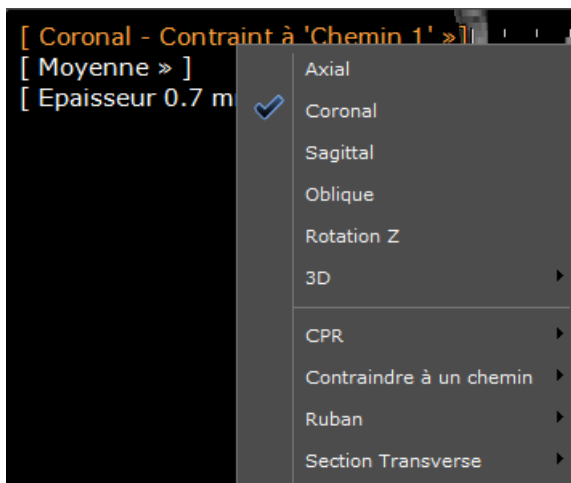 [ Coronal - Contraint à 'Chemin 1' »]
[ Moyenne » ]
[ Epaisseur 0.7 m
Axial
Coronal
Sagittal
Oblique
Rotation Z
3D
CPR
Contraindre à un chemin
Ruban
Section Transverse